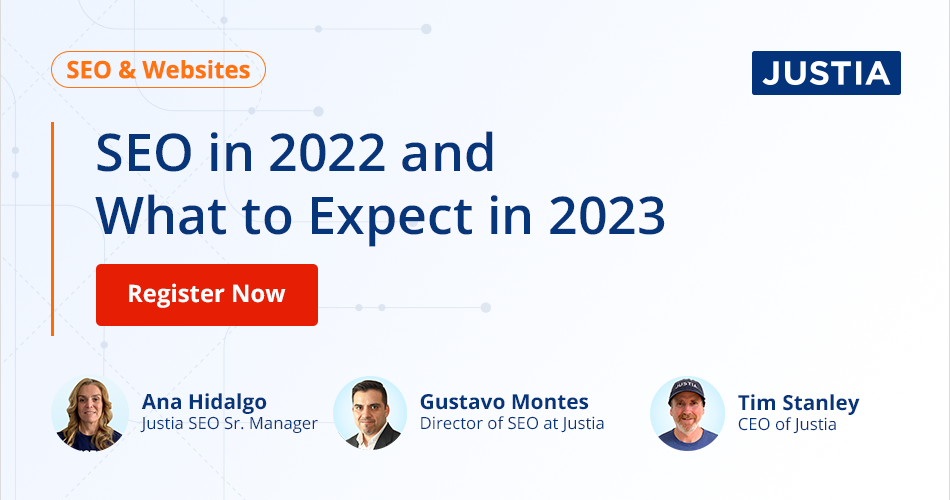 SEO & Websites
JUSTIA
SEO in 2022 and
What to Expect in 2023
Register Now
Ana Hidalgo
Justia SEO Sr. Manager
Gustavo Montes
Director of SEO at Justia
JUSTIA
Tim Stanley
CEO of Justia